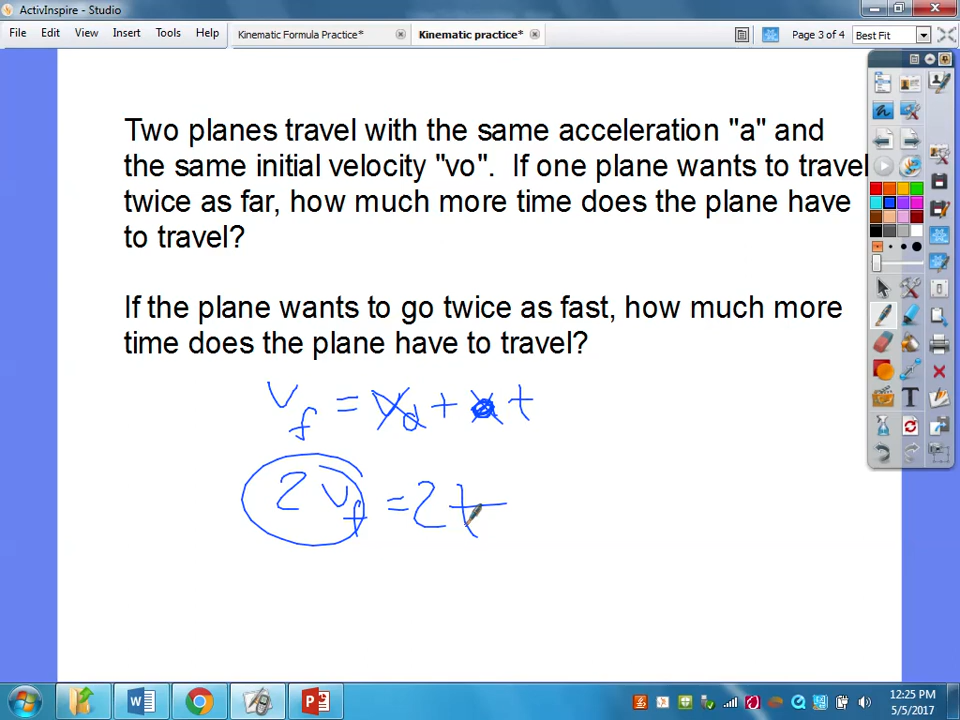 ActivInspire - Studio
File Edit View Insert Tools Help Kinematic Formula Practice* Kinematic practice* Page 3 of 4 Best Fit
Two planes travel with the same acceleration "a" and
the same initial velocity "vo". If one plane wants to travel
twice as far, how much more time does the plane have
to travel?
If the plane wants to go twice as fast, how much more
time does the plane have to travel?
vf = vo + a t
2 vf = 2 t
12:25 PM
5/5/2017